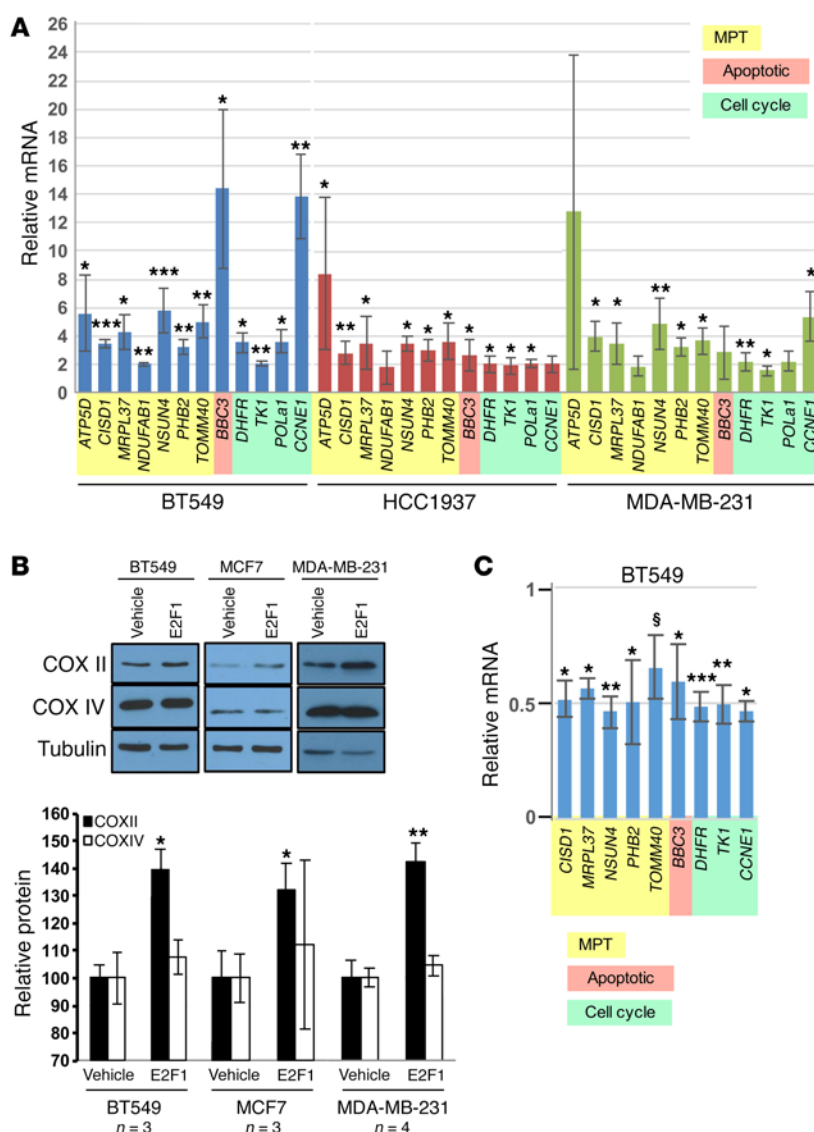 A
26
24
22
20
18
16
14
12
10
8
6
4
2
0
Relative mRNA
MPT
Apoptotic
Cell cycle
* *** * ** *** ** ** * * ** * **
* ** * * * * * * * *
* * ** * * ** * *
ATP5D CISD1 MRPL37 NDUFAB1 NSUN4 PHB2 TOMM40 BBC3 DHFR TK1 POLa1 CCNE1
ATP5D CISD1 MRPL37 NDUFAB1 NSUN4 PHB2 TOMM40 BBC3 DHFR TK1 POLa1 CCNE1
ATP5D CISD1 MRPL37 NDUFAB1 NSUN4 PHB2 TOMM40 BBC3 DHFR TK1 POLa1 CCNE1
BT549 HCC1937 MDA-MB-231
B
BT549 MCF7 MDA-MB-231
Vehicle E2F1 Vehicle E2F1 Vehicle E2F1
COX II
COX IV
Tubulin
160
150
140
130
120
110
100
90
80
70
Relative protein
COXII
COXIV
* * **
Vehicle E2F1 Vehicle E2F1 Vehicle E2F1
BT549 MCF7 MDA-MB-231
n = 3 n = 3 n = 4
C
BT549
1
0.5
0
Relative mRNA
* * ** * § * *** ** *
CISD1 MRPL37 NSUN4 PHB2 TOMM40 BBC3 DHFR TK1 CCNE1
MPT
Apoptotic
Cell cycle